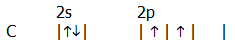 2s 2p
C |↑↓| | ↑ | ↑ | |